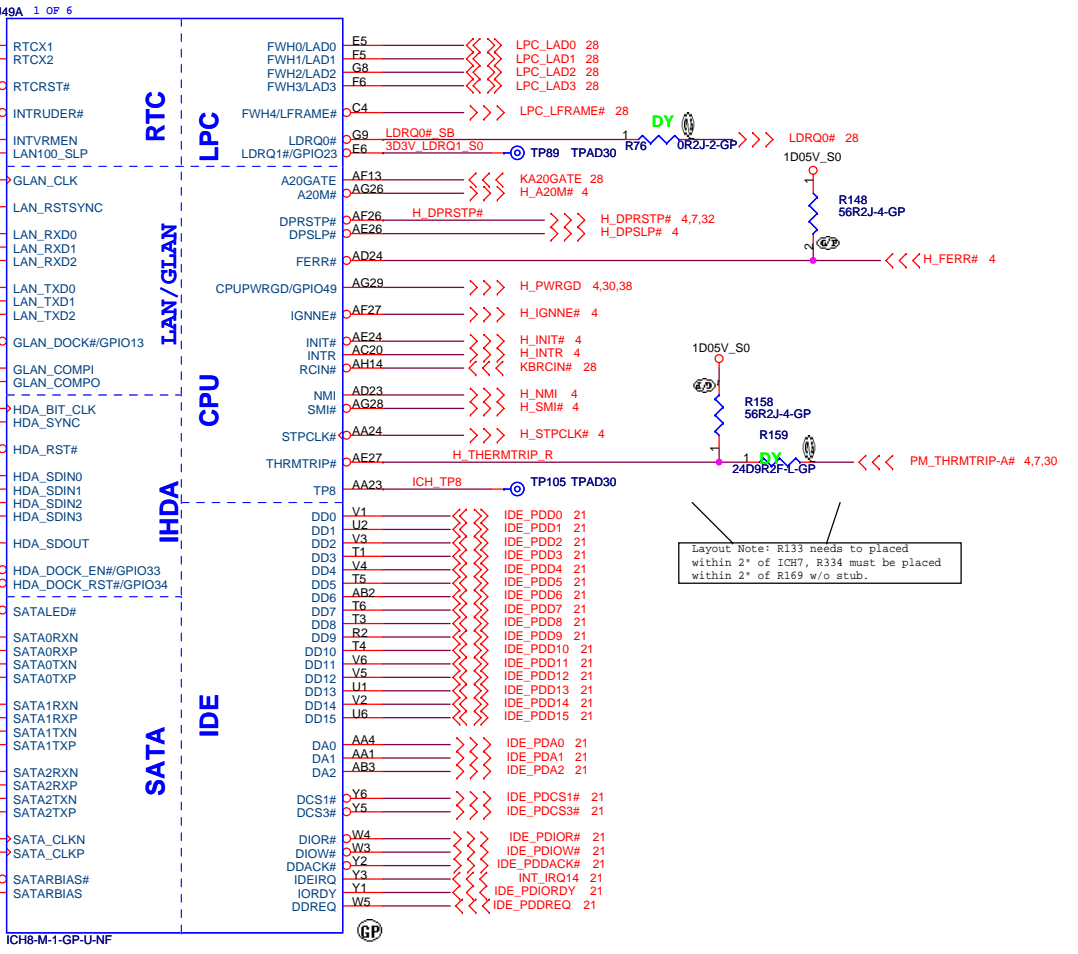 49A 1 OF 6
RTCX1
RTCX2
RTCRST#
INTRUDER#
INTVRMEN
LAN100_SLP
RTC
GLAN_CLK
LAN_RSTSYNC
LAN_RXD0
LAN_RXD1
LAN_RXD2
LAN_TXD0
LAN_TXD1
LAN_TXD2
GLAN_DOCK#/GPIO13
GLAN_COMPI
GLAN_COMPO
LAN/GLAN
HDA_BIT_CLK
HDA_SYNC
HDA_RST#
HDA_SDIN0
HDA_SDIN1
HDA_SDIN2
HDA_SDIN3
HDA_SDOUT
HDA_DOCK_EN#/GPIO33
HDA_DOCK_RST#/GPIO34
IHDA
SATALED#
SATA0RXN
SATA0RXP
SATA0TXN
SATA0TXP
SATA1RXN
SATA1RXP
SATA1TXN
SATA1TXP
SATA2RXN
SATA2RXP
SATA2TXN
SATA2TXP
SATA_CLKN
SATA_CLKP
SATARBIAS#
SATARBIAS
SATA
ICH8-M-1-GP-U-NF
LPC
FWH0/LAD0 E5 LPC_LAD0 28
FWH1/LAD1 F5 LPC_LAD1 28
FWH2/LAD2 G8 LPC_LAD2 28
FWH3/LAD3 F6 LPC_LAD3 28
FWH4/LFRAME# C4 LPC_LFRAME# 28
LDRQ0# G9 LDRQ0#_SB 1 R76 DY 0R2J-2-GP LDRQ0# 28
LDRQ1#/GPIO23 E6 3D3V_LDRQ1_S0 TP89 TPAD30
CPU
A20GATE AF13 KA20GATE 28
A20M# AG26 H_A20M# 4
DPRSTP# AF26 H_DPRSTP# H_DPRSTP# 4,7,32
DPSLP# AE26 H_DPSLP# 4
1D05V_S0
1
R148
56R2J-4-GP
2
G/P
FERR# AD24 H_FERR# 4
CPUPWRGD/GPIO49 AG29 H_PWRGD 4,30,38
IGNNE# AF27 H_IGNNE# 4
INIT# AE24 H_INIT# 4
INTR AC20 H_INTR 4
RCIN# AH14 KBRCIN# 28
NMI AD23 H_NMI 4
SMI# AG28 H_SMI# 4
STPCLK# AA24 H_STPCLK# 4
1D05V_S0
R158
56R2J-4-GP
1
R159
THRMTRIP# AE27 H_THERMTRIP_R 1 DY PM_THRMTRIP-A# 4,7,30
24D9R2F-L-GP
TP8 AA23 ICH_TP8 TP105 TPAD30
Layout Note: R133 needs to placed
within 2" of ICH7, R334 must be placed
within 2" of R169 w/o stub.
IDE
DD0 V1 IDE_PDD0 21
DD1 U2 IDE_PDD1 21
DD2 V3 IDE_PDD2 21
DD3 T1 IDE_PDD3 21
DD4 V4 IDE_PDD4 21
DD5 T5 IDE_PDD5 21
DD6 AB2 IDE_PDD6 21
DD7 T6 IDE_PDD7 21
DD8 T3 IDE_PDD8 21
DD9 R2 IDE_PDD9 21
DD10 T4 IDE_PDD10 21
DD11 V6 IDE_PDD11 21
DD12 V5 IDE_PDD12 21
DD13 U1 IDE_PDD13 21
DD14 V2 IDE_PDD14 21
DD15 U6 IDE_PDD15 21
DA0 AA4 IDE_PDA0 21
DA1 AA1 IDE_PDA1 21
DA2 AB3 IDE_PDA2 21
DCS1# Y6 IDE_PDCS1# 21
DCS3# Y5 IDE_PDCS3# 21
DIOR# W4 IDE_PDIOR# 21
DIOW# W3 IDE_PDIOW# 21
DDACK# Y2 IDE_PDDACK# 21
IDEIRQ Y3 INT_IRQ14 21
IORDY Y1 IDE_PDIORDY 21
DDREQ W5 IDE_PDDREQ 21
GP